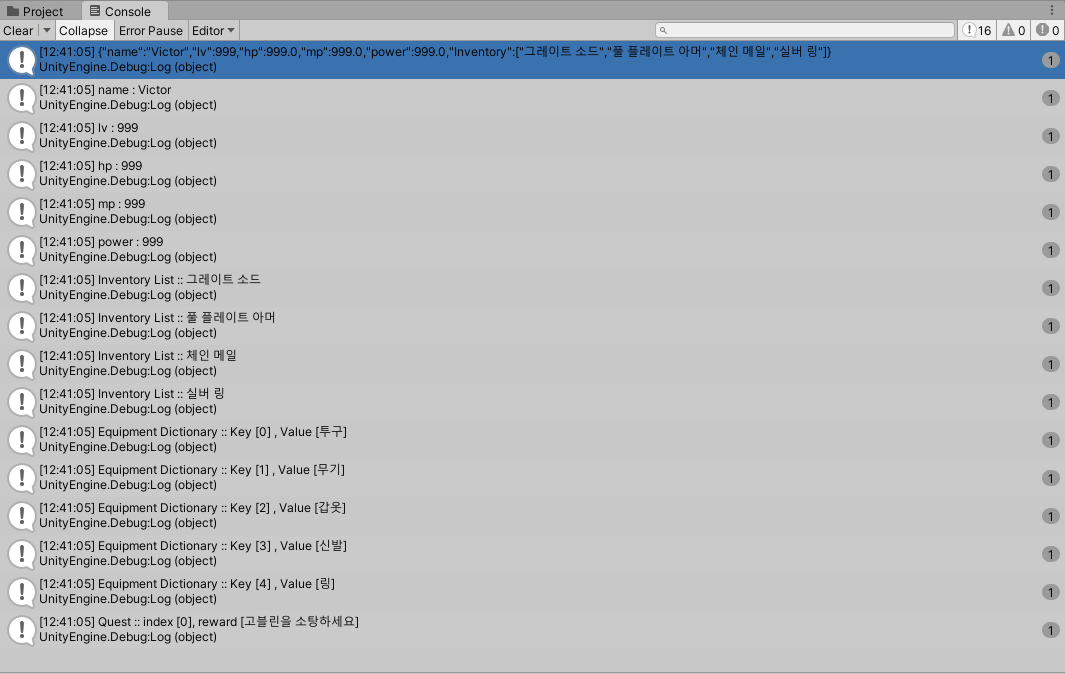 Project
Console
Clear
Collapse
Error Pause
Editor
16
0
0
[12:41:05] {"name":"Victor","lv":999,"hp":999.0,"mp":999.0,"power":999.0,"Inventory":["그레이트 소드","풀 플레이트 아머","체인 메일","실버 링"]}
UnityEngine.Debug:Log (object)
1
[12:41:05] name : Victor
UnityEngine.Debug:Log (object)
1
[12:41:05] lv : 999
UnityEngine.Debug:Log (object)
1
[12:41:05] hp : 999
UnityEngine.Debug:Log (object)
1
[12:41:05] mp : 999
UnityEngine.Debug:Log (object)
1
[12:41:05] power : 999
UnityEngine.Debug:Log (object)
1
[12:41:05] Inventory List :: 그레이트 소드
UnityEngine.Debug:Log (object)
1
[12:41:05] Inventory List :: 풀 플레이트 아머
UnityEngine.Debug:Log (object)
1
[12:41:05] Inventory List :: 체인 메일
UnityEngine.Debug:Log (object)
1
[12:41:05] Inventory List :: 실버 링
UnityEngine.Debug:Log (object)
1
[12:41:05] Equipment Dictionary :: Key [0] , Value [투구]
UnityEngine.Debug:Log (object)
1
[12:41:05] Equipment Dictionary :: Key [1] , Value [무기]
UnityEngine.Debug:Log (object)
1
[12:41:05] Equipment Dictionary :: Key [2] , Value [갑옷]
UnityEngine.Debug:Log (object)
1
[12:41:05] Equipment Dictionary :: Key [3] , Value [신발]
UnityEngine.Debug:Log (object)
1
[12:41:05] Equipment Dictionary :: Key [4] , Value [링]
UnityEngine.Debug:Log (object)
1
[12:41:05] Quest :: index [0], reward [고블린을 소탕하세요]
UnityEngine.Debug:Log (object)
1